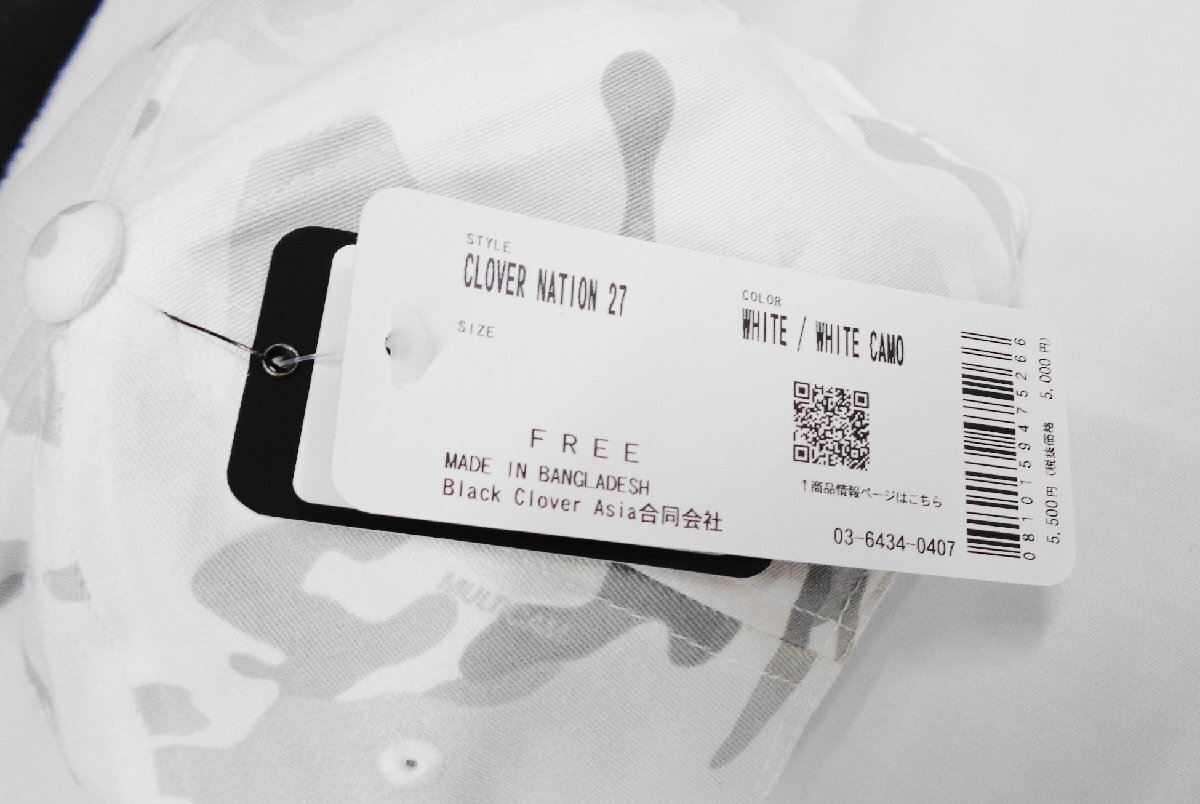 STYLE
CLOVER NATION 27
COLOR
WHITE / WHITE CAMO
SIZE
FREE
MADE IN BANGLADESH
Black Clover Asia合同会社
↑商品情報ページはこちら
03-6434-0407
0810159475266
5,500円 (税抜価格 5,000円)
MULTICAM